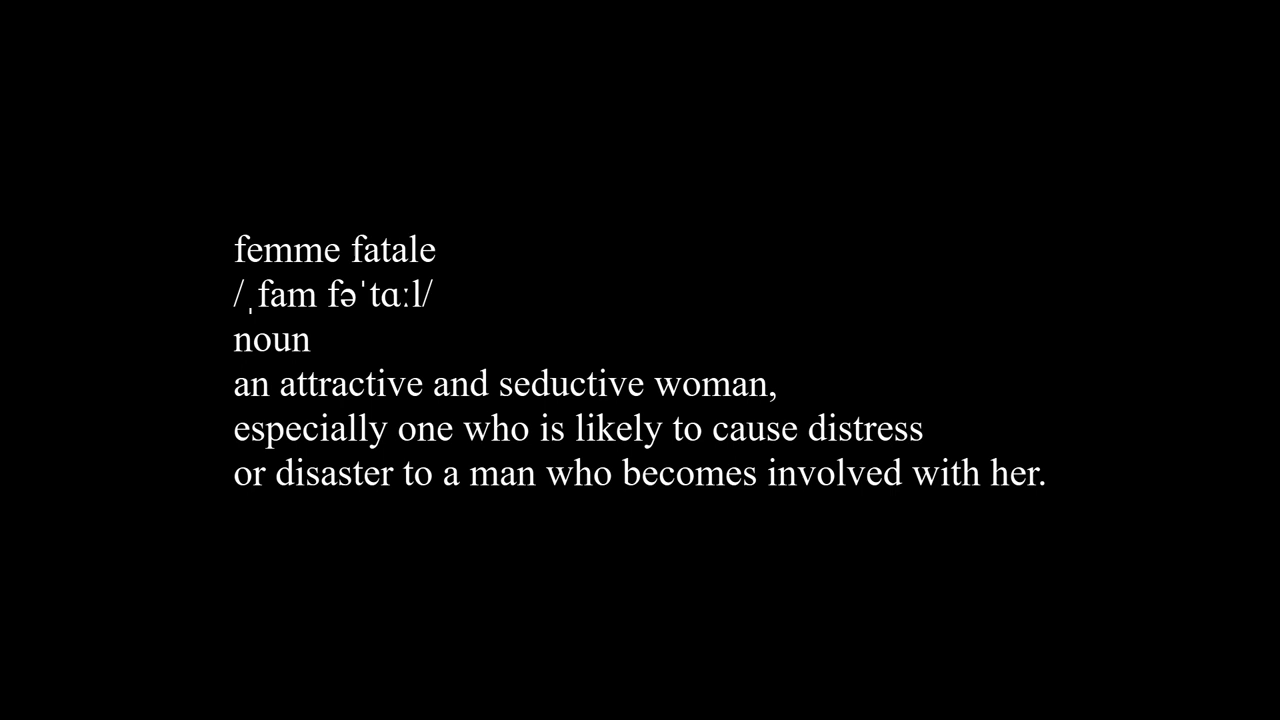 femme fatale
/ˌfam fəˈtɑːl/
noun
an attractive and seductive woman,
especially one who is likely to cause distress
or disaster to a man who becomes involved with her.